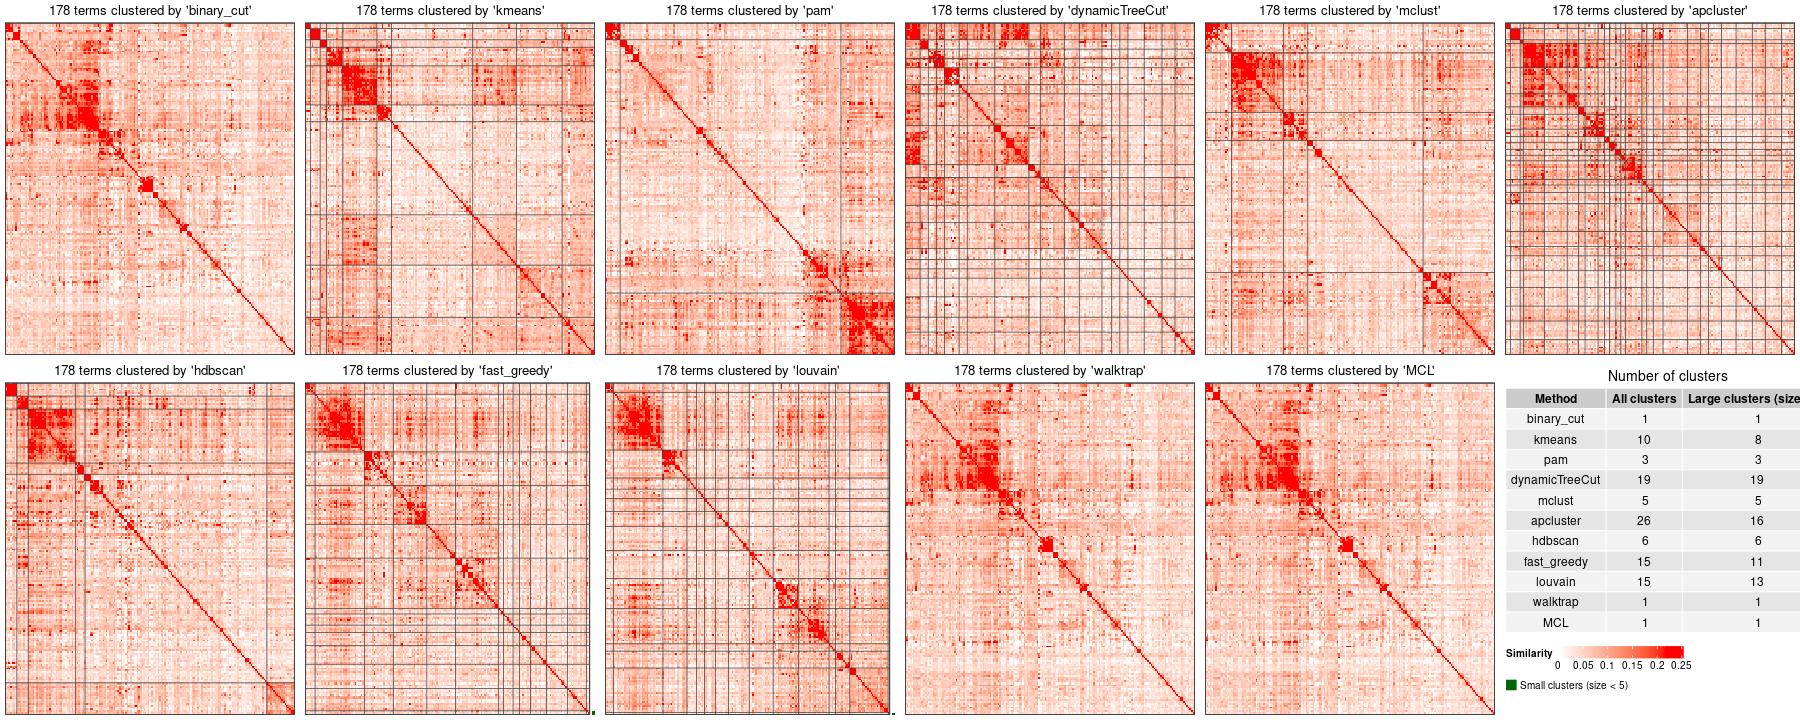 178 terms clustered by 'binary_cut'
178 terms clustered by 'kmeans'
178 terms clustered by 'pam'
178 terms clustered by 'dynamicTreeCut'
178 terms clustered by 'mclust'
178 terms clustered by 'apcluster'
178 terms clustered by 'hdbscan'
178 terms clustered by 'fast_greedy'
178 terms clustered by 'louvain'
178 terms clustered by 'walktrap'
178 terms clustered by 'MCL'
Number of clusters
Method All clusters Large clusters (size
binary_cut 1 1
kmeans 10 8
pam 3 3
dynamicTreeCut 19 19
mclust 5 5
apcluster 26 16
hdbscan 6 6
fast_greedy 15 11
louvain 15 13
walktrap 1 1
MCL 1 1
Similarity
0 0.05 0.1 0.15 0.2 0.25
Small clusters (size < 5)